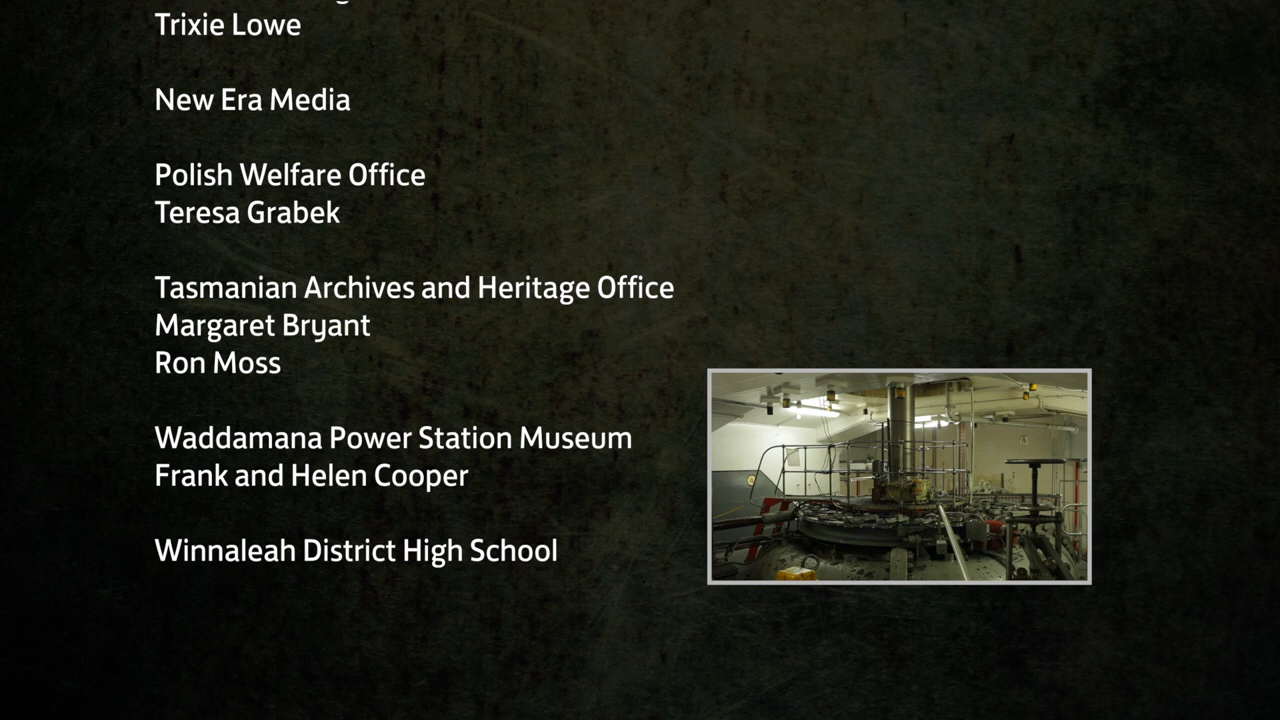 Trixie Lowe
New Era Media
Polish Welfare Office
Teresa Grabek
Tasmanian Archives and Heritage Office
Margaret Bryant
Ron Moss
Waddamana Power Station Museum
Frank and Helen Cooper
Winnaleah District High School